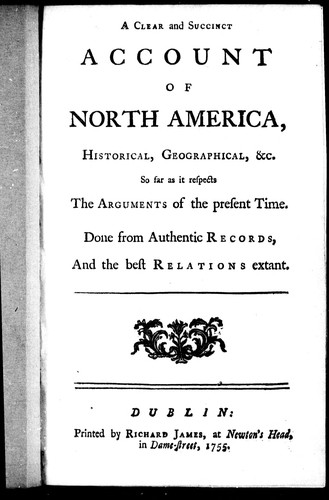 A CLEAR and SUCCINCT
ACCOUNT
OF
NORTH AMERICA,
HISTORICAL, GEOGRAPHICAL, &c.
So far as it reſpects
The ARGUMENTS of the preſent Time.
Done from Authentic RECORDS,
And the beſt RELATIONS extant.
DUBLIN:
Printed by RICHARD JAMES, at Newton's Head,
in Dame-ſtreet, 1755.